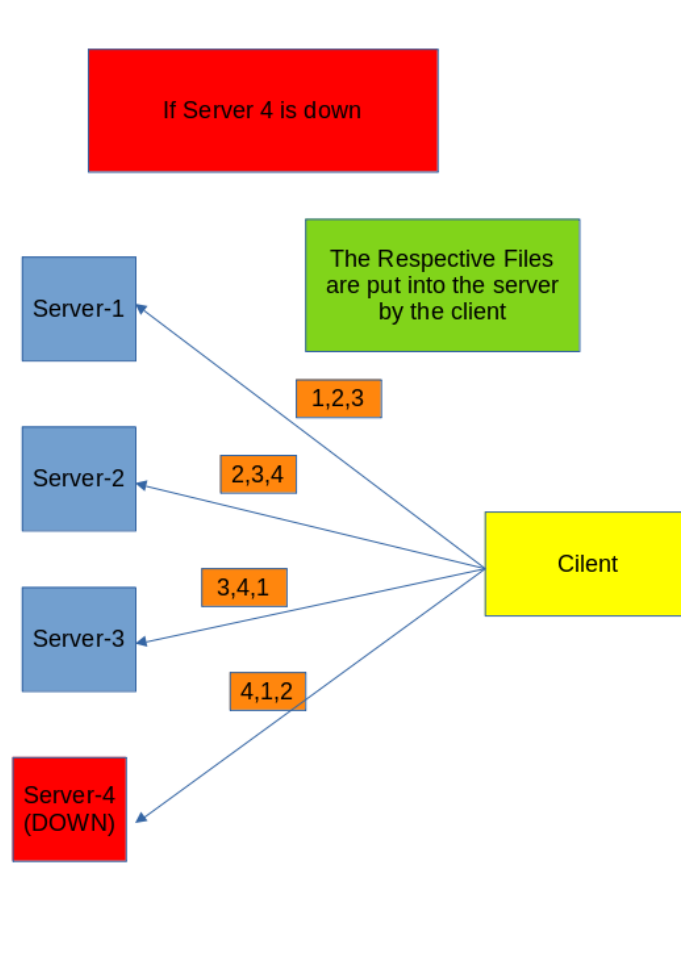 If Server 4 is down
The Respective Files
are put into the server
by the client
Server-1
1,2,3
Server-2
2,3,4
Cilent
3,4,1
Server-3
4,1,2
Server-4
(DOWN)